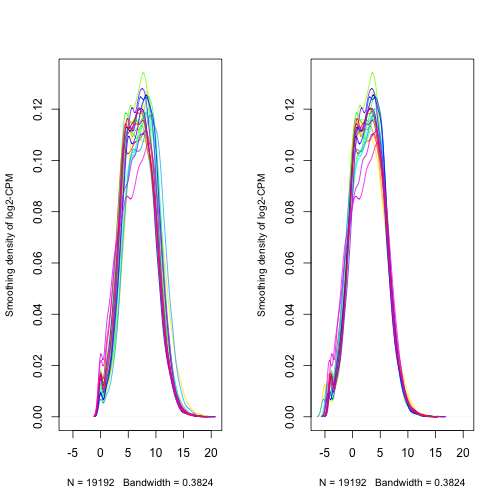 Smoothing density of log2-CPM
0.00 0.02 0.04 0.06 0.08 0.10 0.12
-5 0 5 10 15 20
N = 19192 Bandwidth = 0.3824
Smoothing density of log2-CPM
0.00 0.02 0.04 0.06 0.08 0.10 0.12
-5 0 5 10 15 20
N = 19192 Bandwidth = 0.3824